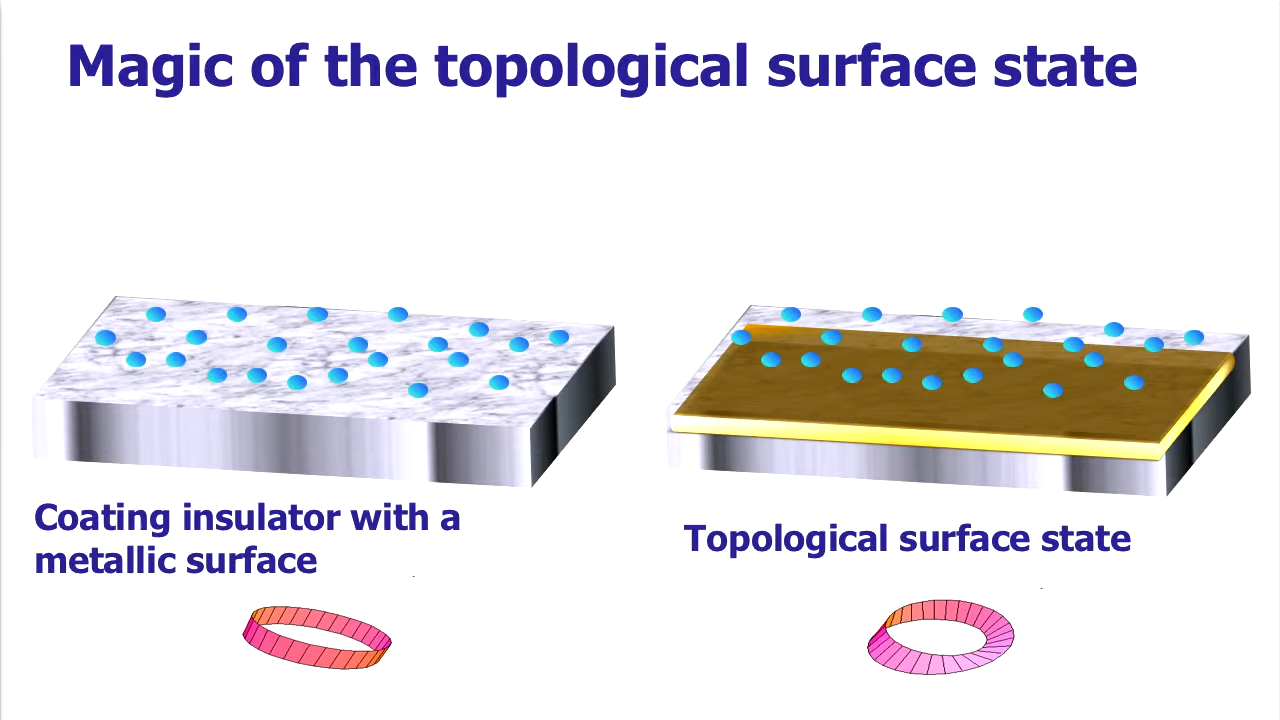 Magic of the topological surface state
Coating insulator with a
metallic surface
Topological surface state